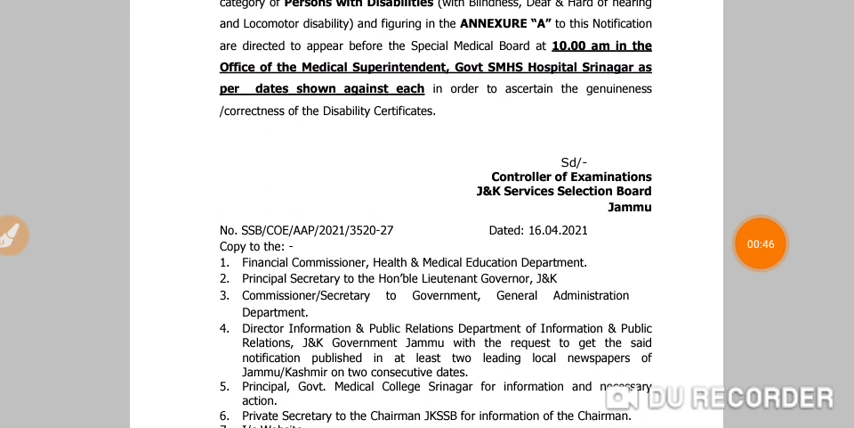 category of Persons with Disabilities (with Blindness, Deaf & Hard of hearing
and Locomotor disability) and figuring in the ANNEXURE "A" to this Notification
are directed to appear before the Special Medical Board at 10.00 am in the
Office of the Medical Superintendent, Govt SMHS Hospital Srinagar as
per dates shown against each in order to ascertain the genuineness
/correctness of the Disability Certificates.
Sd/-
Controller of Examinations
J&K Services Selection Board
Jammu
No. SSB/COE/AAP/2021/3520-27 Dated: 16.04.2021
Copy to the: -
1. Financial Commissioner, Health & Medical Education Department.
2. Principal Secretary to the Hon'ble Lieutenant Governor, J&K
3. Commissioner/Secretary to Government, General Administration
Department.
4. Director Information & Public Relations Department of Information & Public
Relations, J&K Government Jammu with the request to get the said
notification published in at least two leading local newspapers of
Jammu/Kashmir on two consecutive dates.
5. Principal, Govt. Medical College Srinagar for information and necessary
action.
6. Private Secretary to the Chairman JKSSB for information of the Chairman.
00:46
DU RECORDER